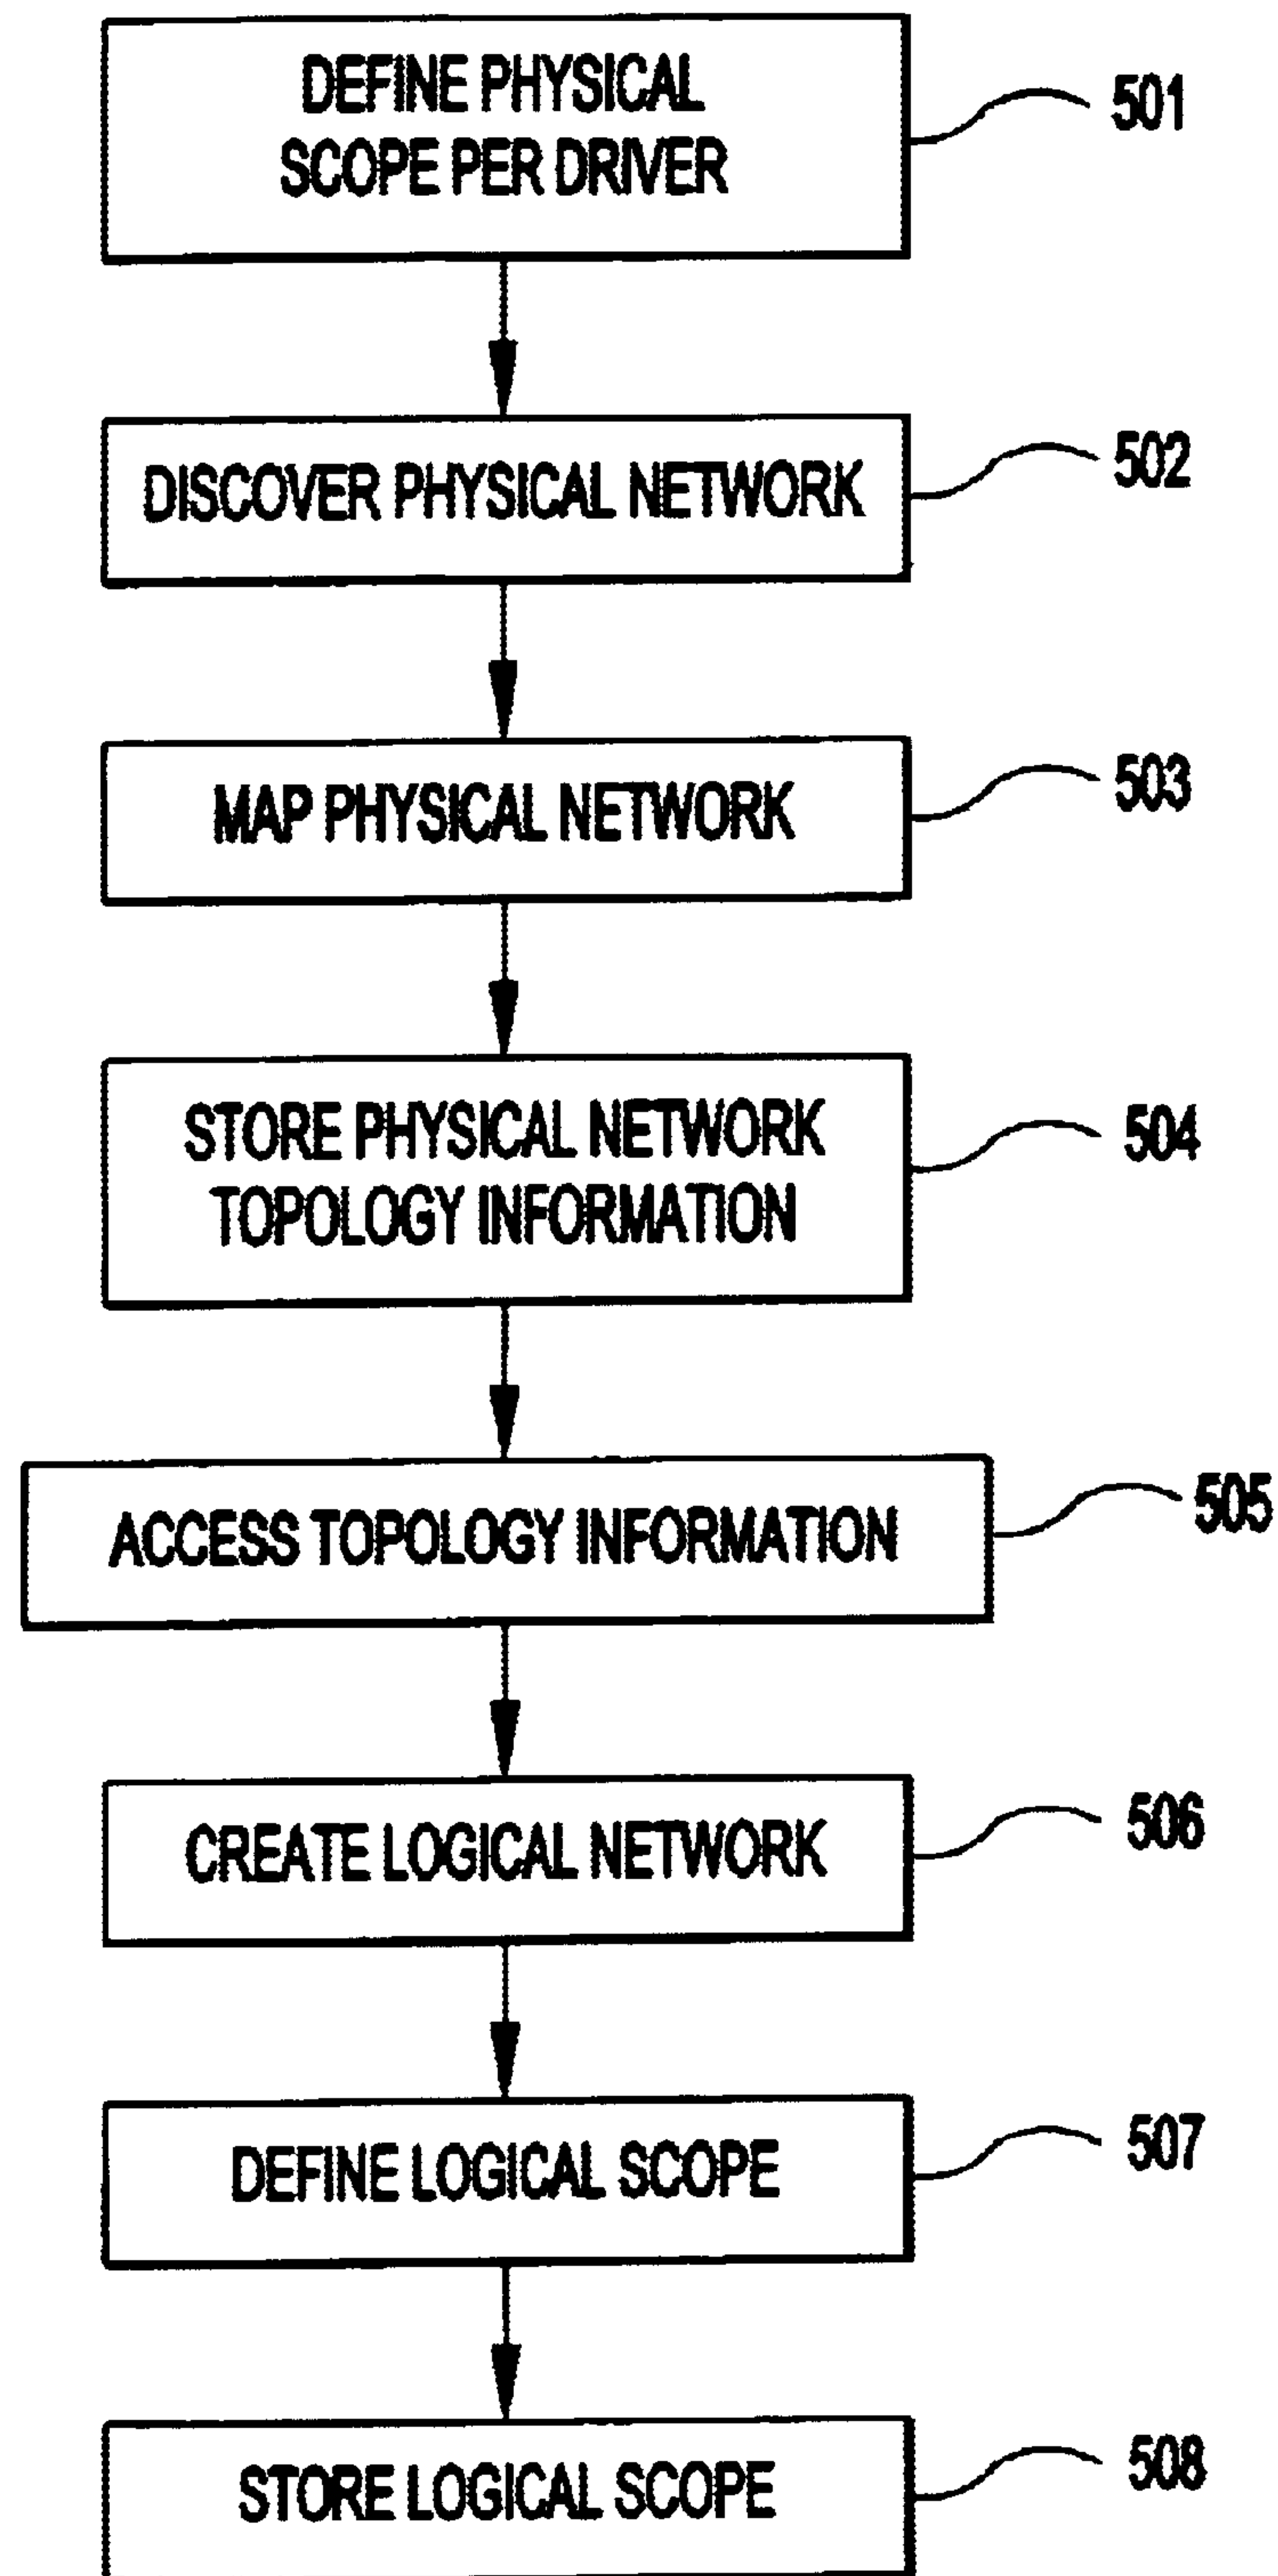 DEFINE PHYSICAL
SCOPE PER DRIVER
501
DISCOVER PHYSICAL NETWORK
502
MAP PHYSICAL NETWORK
503
STORE PHYSICAL NETWORK
TOPOLOGY INFORMATION
504
ACCESS TOPOLOGY INFORMATION
505
CREATE LOGICAL NETWORK
506
DEFINE LOGICAL SCOPE
507
STORE LOGICAL SCOPE
508